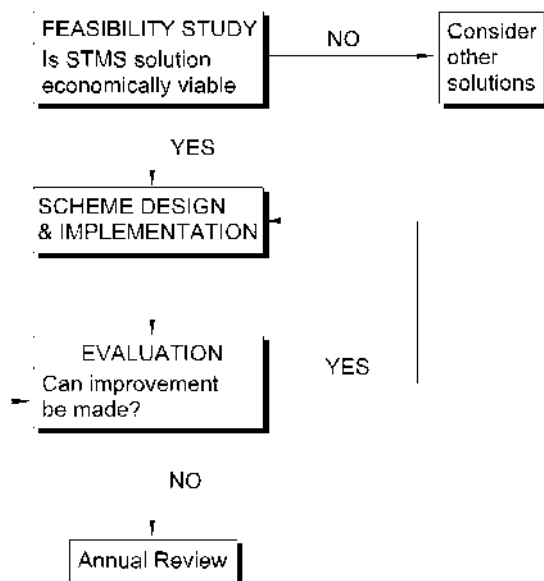 FEASIBILITY STUDY
Is STMS solution
economically viable
NO
Consider
other
solutions
YES
SCHEME DESIGN
& IMPLEMENTATION
EVALUATION
Can improvement
be made?
YES
NO
Annual Review